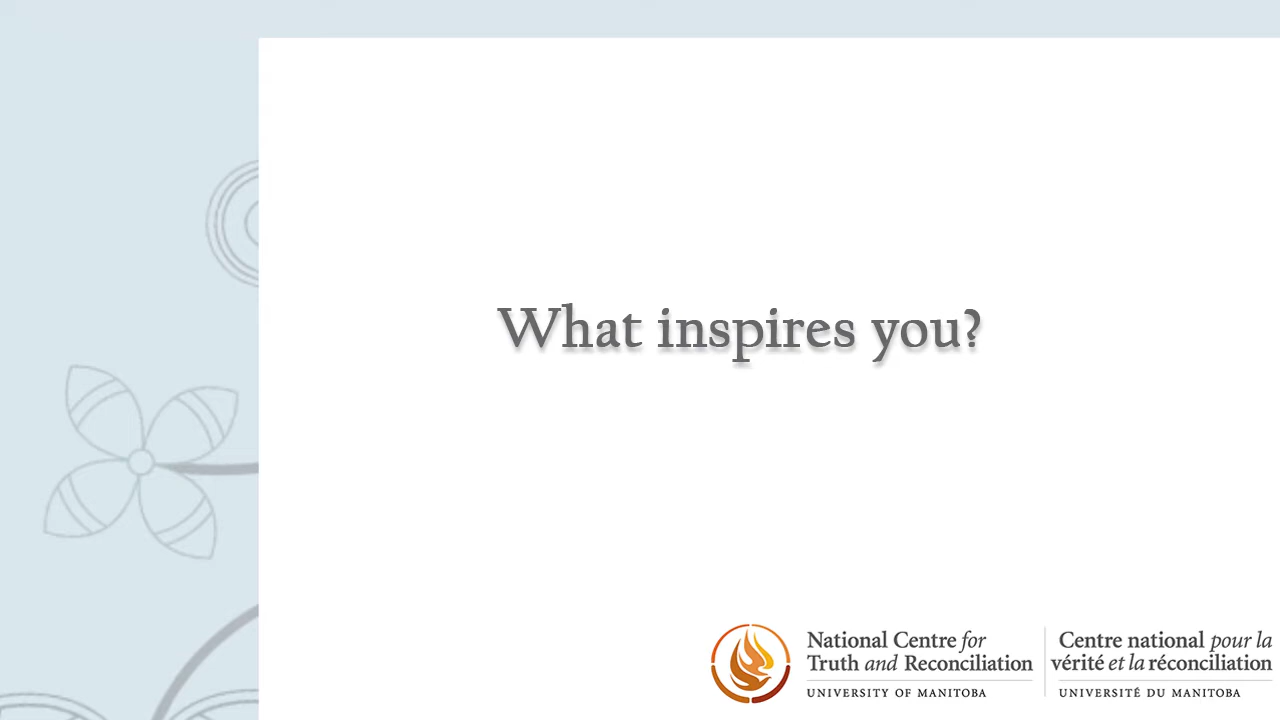 What inspires you?
National Centre for
Truth and Reconciliation
UNIVERSITY OF MANITOBA
Centre national pour la
vérité et la réconciliation
UNIVERSITÉ DU MANITOBA